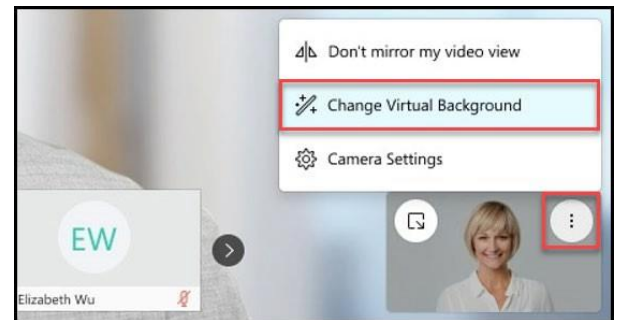 Don't mirror my video view
Change Virtual Background
Camera Settings
EW
Elizabeth Wu